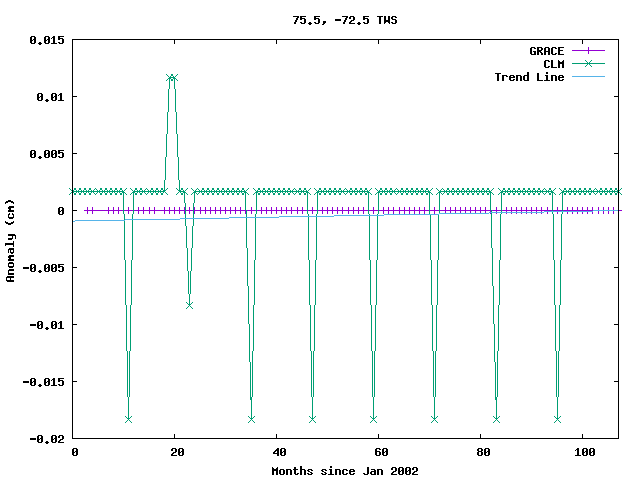 75.5, -72.5 TWS
GRACE
CLM
Trend Line
0.015
0.01
0.005
0
-0.005
-0.01
-0.015
-0.02
Anomaly (cm)
0 20 40 60 80 100
Months since Jan 2002